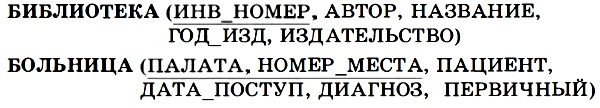 БИБЛИОТЕКА (ИНВ_НОМЕР, АВТОР, НАЗВАНИЕ,
ГОД_ИЗД, ИЗДАТЕЛЬСТВО)
БОЛЬНИЦА (ПАЛАТА, НОМЕР_МЕСТА, ПАЦИЕНТ,
ДАТА_ПОСТУП, ДИАГНОЗ, ПЕРВИЧНЫЙ)